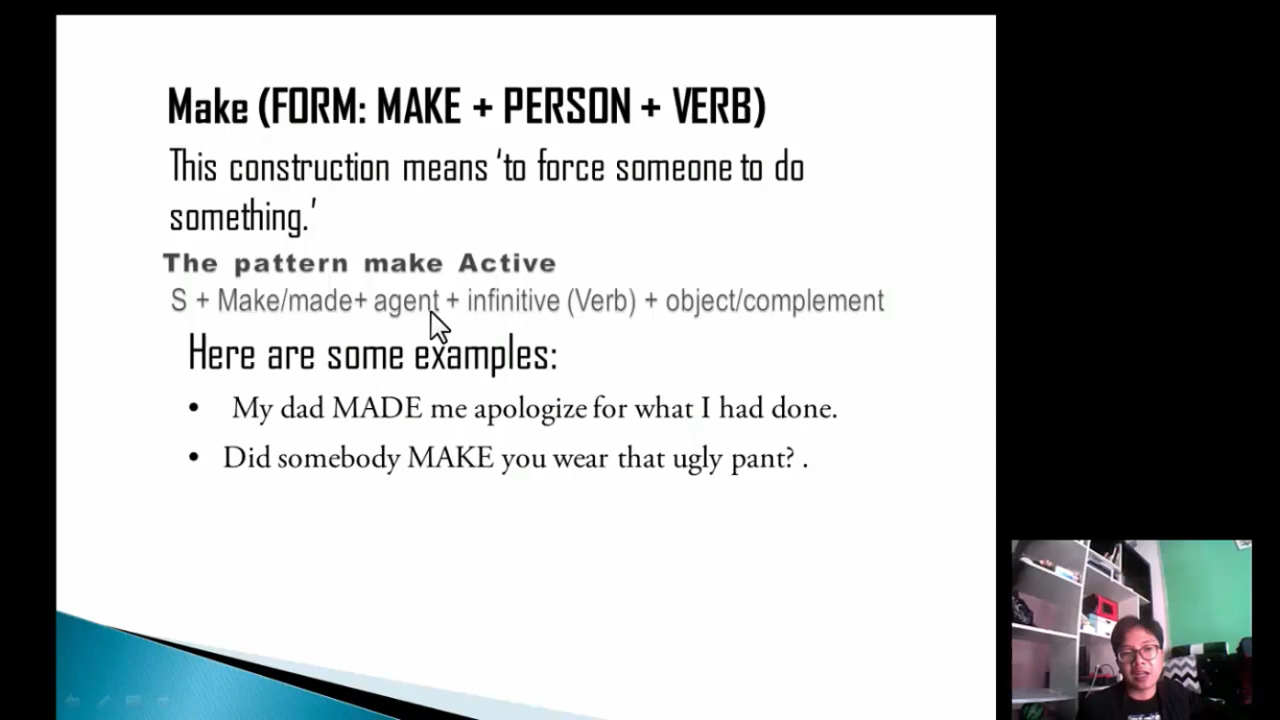 Make (FORM: MAKE + PERSON + VERB)
This construction means ‘to force someone to do
something.’
The pattern make Active
S + Make/made+ agent + infinitive (Verb) + object/complement
Here are some examples:
• My dad MADE me apologize for what I had done.
• Did somebody MAKE you wear that ugly pant? .